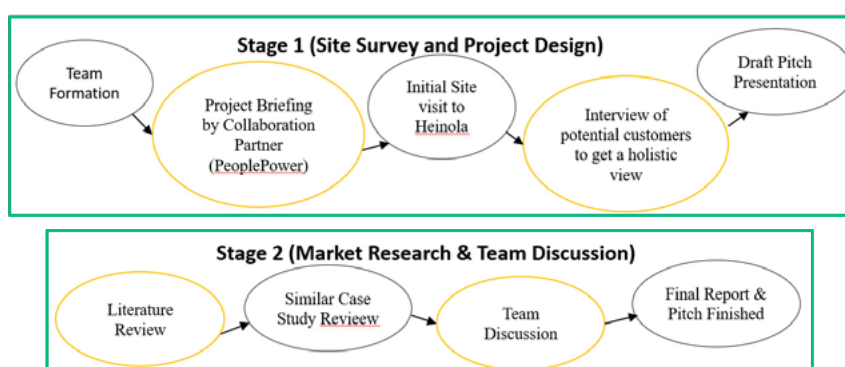 Stage 1 (Site Survey and Project Design)
Team
Formation
Project Briefing
by Collaboration
Partner
(PeoplePower)
Initial Site
visit to
Heinola
Interview of
potential customers
to get a holistic
view
Draft Pitch
Presentation
Stage 2 (Market Research & Team Discussion)
Literature
Review
Similar Case
Study Revieew
Team
Discussion
Final Report &
Pitch Finished